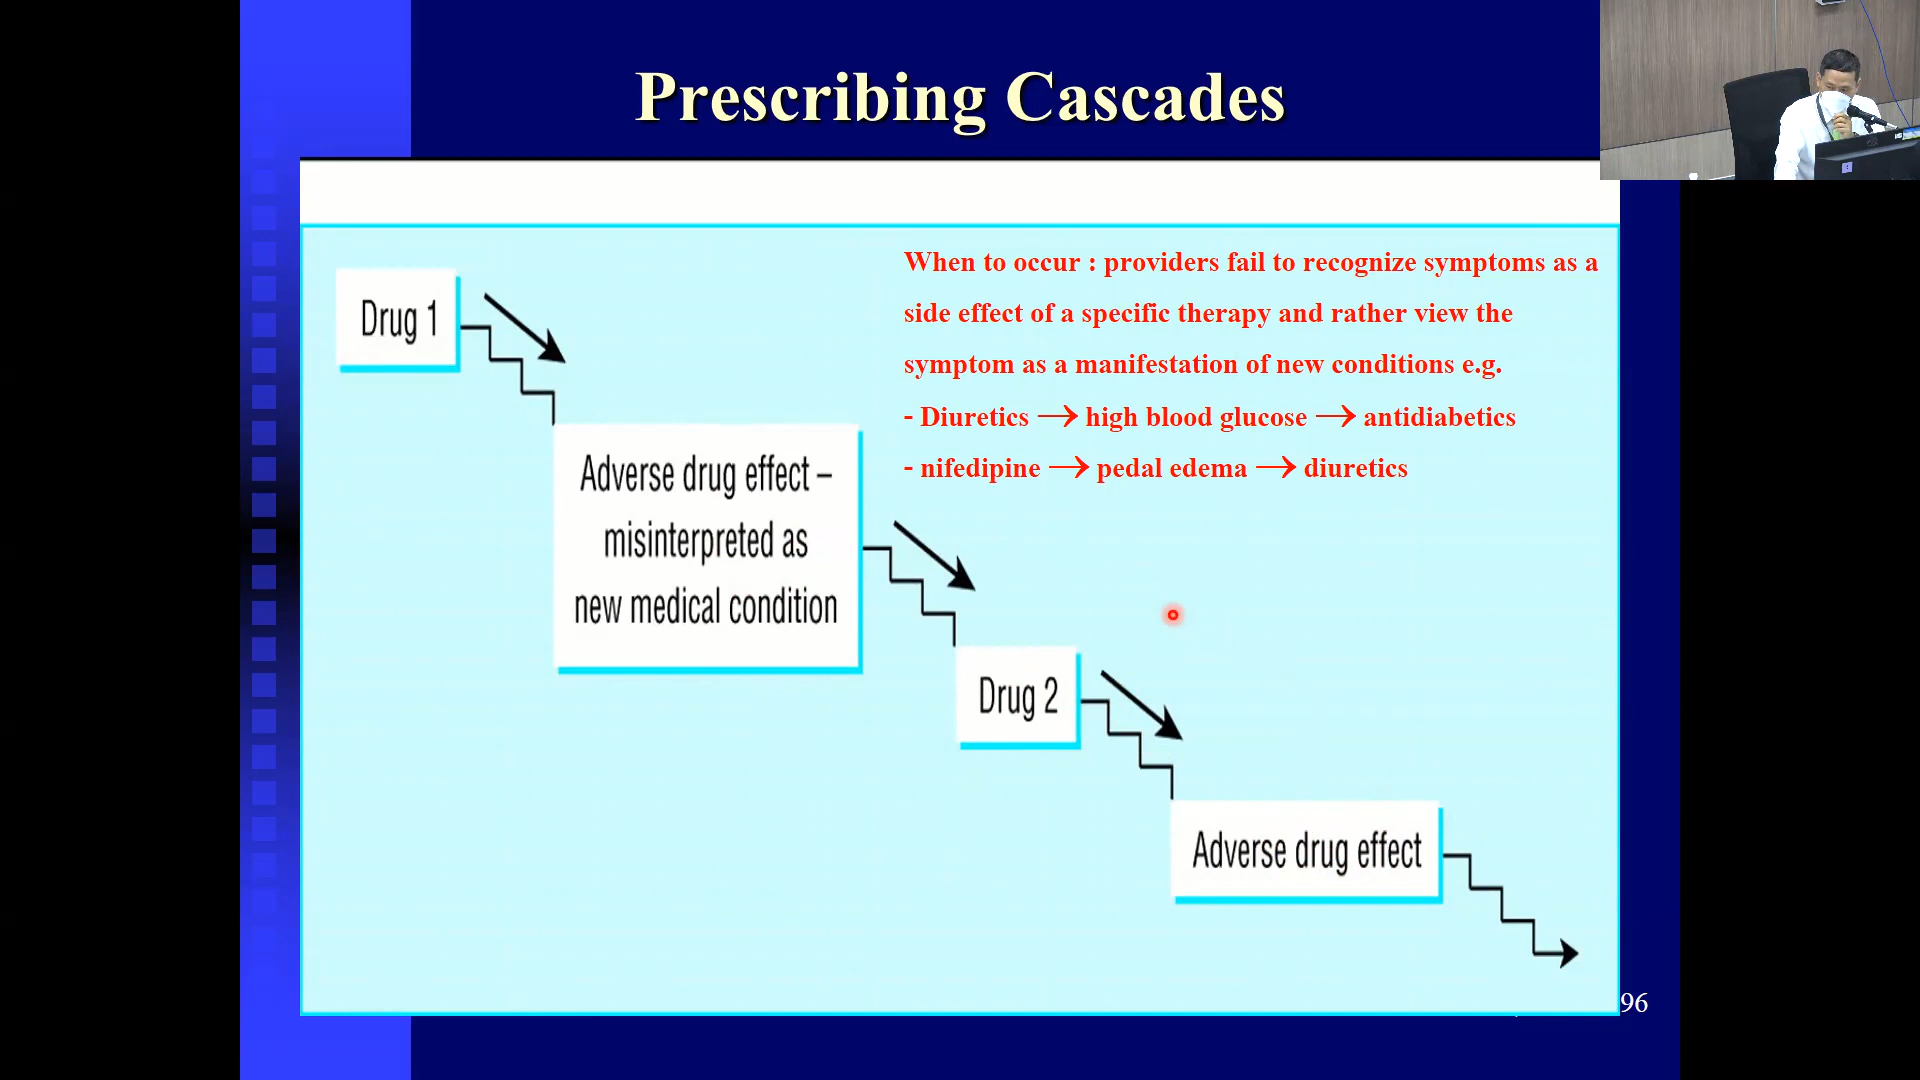 Prescribing Cascades
When to occur : providers fail to recognize symptoms as a
side effect of a specific therapy and rather view the
symptom as a manifestation of new conditions e.g.
- Diuretics → high blood glucose → antidiabetics
- nifedipine → pedal edema → diuretics
Drug 1
Adverse drug effect –
misinterpreted as
new medical condition
Drug 2
Adverse drug effect
96